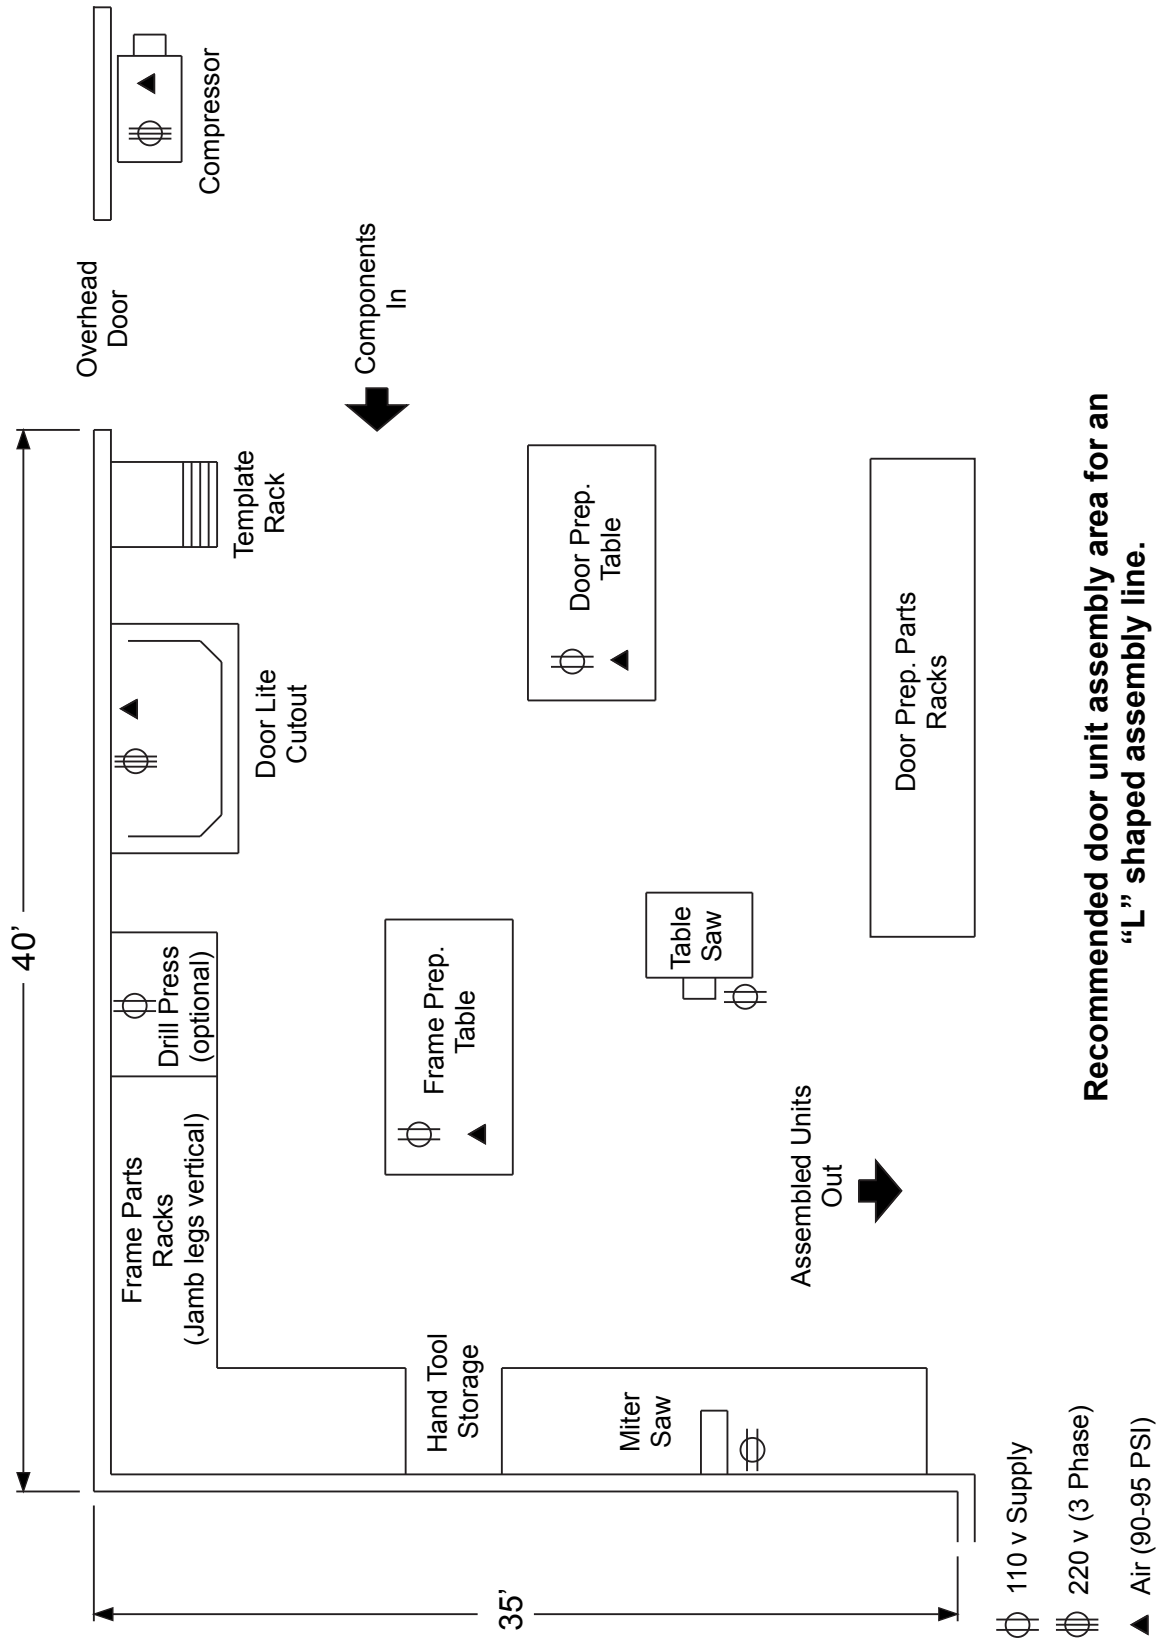 40'
35'
Overhead
Door
Compressor
Components
In
Template
Rack
Door Lite
Cutout
Drill Press
(optional)
Frame Parts
Racks
(Jamb legs vertical)
Frame Prep.
Table
Door Prep.
Table
Table
Saw
Door Prep. Parts
Racks
Hand Tool
Storage
Miter
Saw
Assembled Units
Out
110 v Supply
220 v (3 Phase)
Air (90-95 PSI)
Recommended door unit assembly area for an
“L” shaped assembly line.